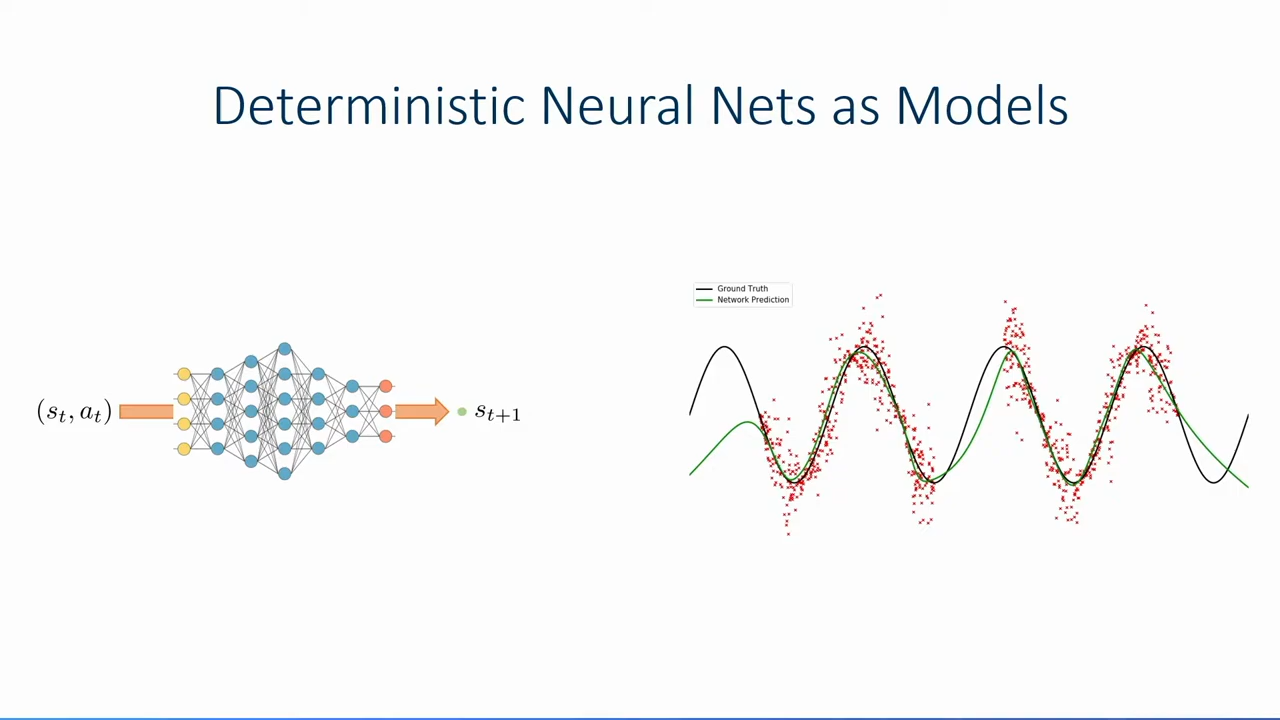 Deterministic Neural Nets as Models
Ground Truth
Network Prediction
(s_t, a_t)
s_{t+1}